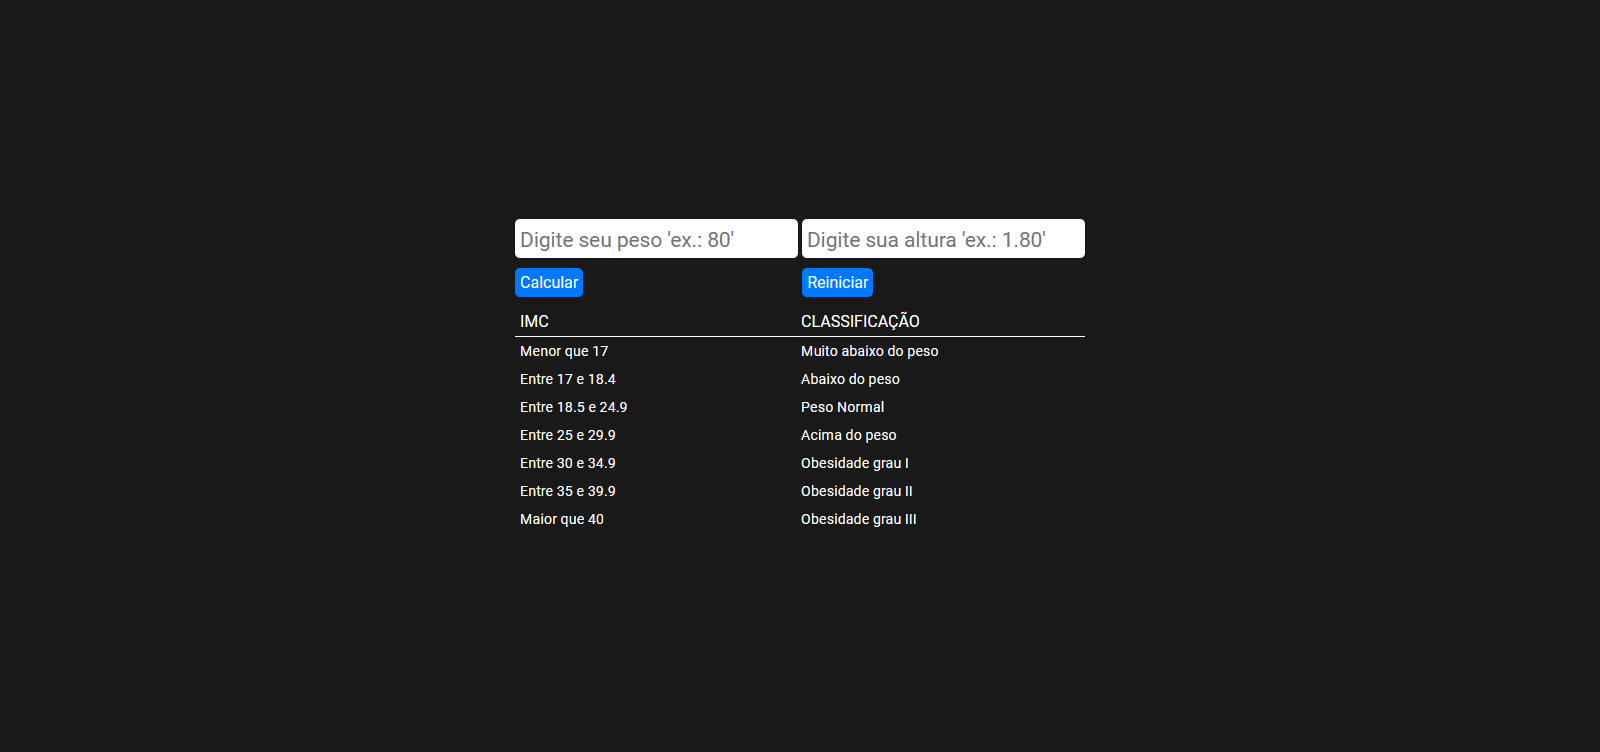 Digite seu peso 'ex.: 80' Digite sua altura 'ex.: 1.80'
Calcular Reiniciar
IMC CLASSIFICAÇÃO
Menor que 17 Muito abaixo do peso
Entre 17 e 18.4 Abaixo do peso
Entre 18.5 e 24.9 Peso Normal
Entre 25 e 29.9 Acima do peso
Entre 30 e 34.9 Obesidade grau I
Entre 35 e 39.9 Obesidade grau II
Maior que 40 Obesidade grau III